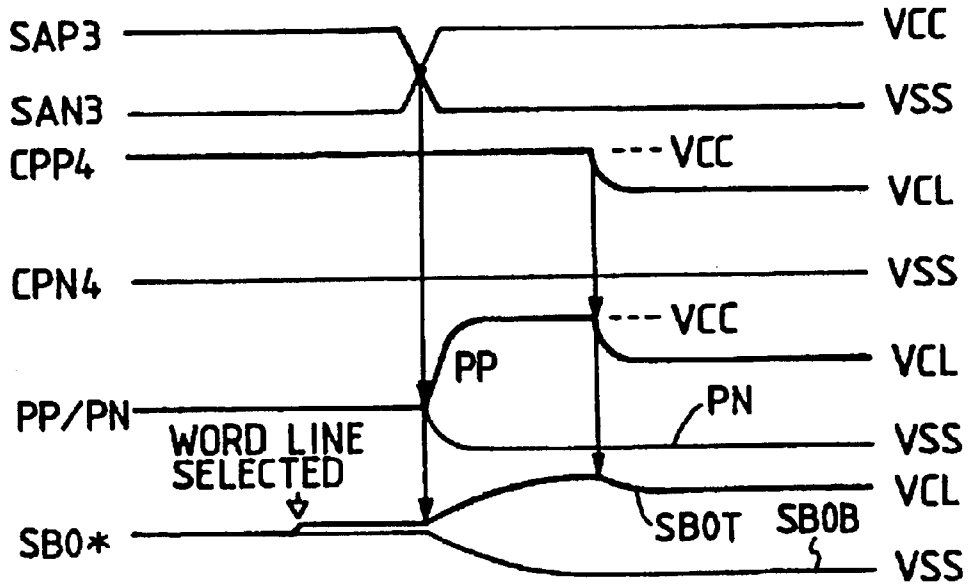 SAP3
VCC
SAN3
VSS
CPP4
--- VCC
VCL
CPN4
VSS
--- VCC
PP
VCL
PP/PN
PN
WORD LINE
SELECTED
VSS
VCL
SB0*
SB0T
SB0B
VSS